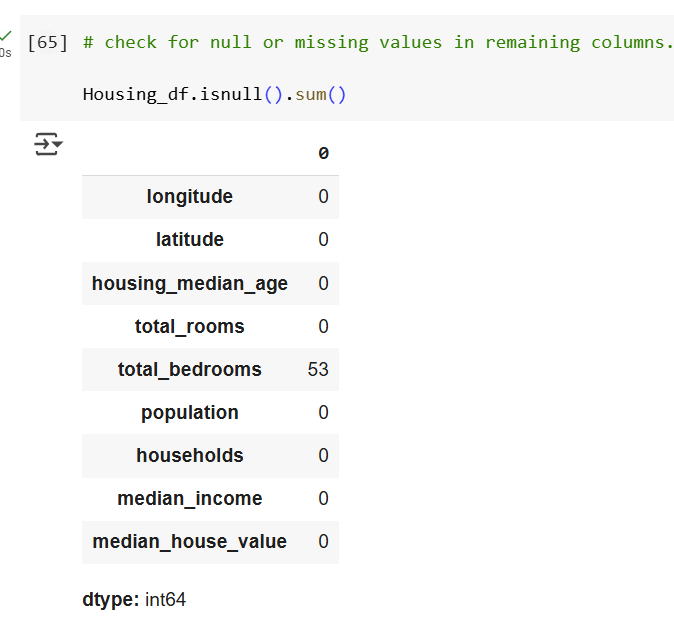 [65] # check for null or missing values in remaining columns.
0s
Housing_df.isnull().sum()
0
longitude 0
latitude 0
housing_median_age 0
total_rooms 0
total_bedrooms 53
population 0
households 0
median_income 0
median_house_value 0
dtype: int64